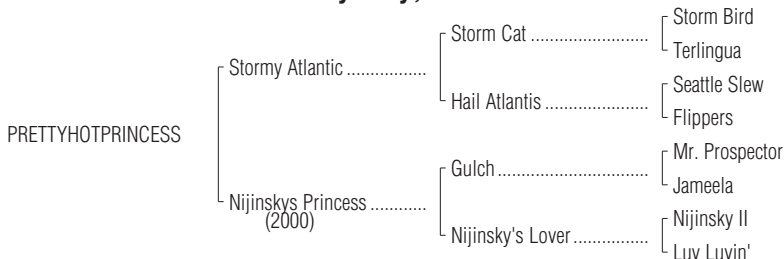 Storm Bird
Storm Cat ..........................
Terlingua
Stormy Atlantic .................
Seattle Slew
Hail Atlantis ......................
Flippers
PRETTYHOTPRINCESS
Mr. Prospector
Gulch................................
Jameela
Nijinskys Princess ............
(2000)
Nijinsky II
Nijinsky's Lover................
Luv Luvin'